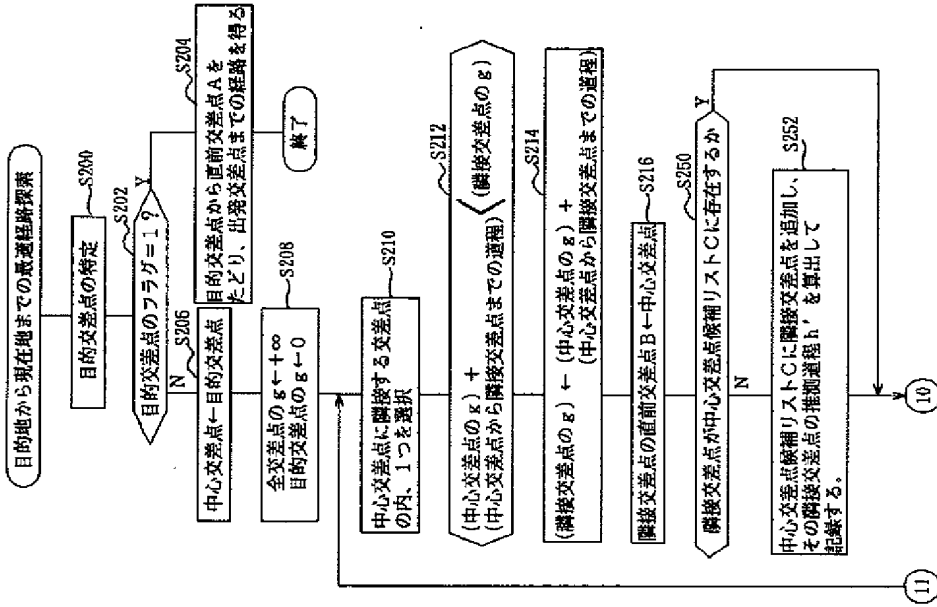 目的地から現在地までの最適経路探索
S200
目的交差点の特定
S202
目的交差点のフラグ=1?
Y
N
S204
目的交差点から直前交差点Aを
たどり、出発交差点までの経路を得る
終了
S206
中心交差点←目的交差点
S208
全交差点のg←+∞
目的交差点のg←0
S210
中心交差点に隣接する交差点
の内、1つを選択
S212
(中心交差点のg) +
(中心交差点から隣接交差点までの道程) < (隣接交差点のg)
S214
(隣接交差点のg) ← (中心交差点のg) +
(中心交差点から隣接交差点までの道程)
S216
隣接交差点の直前交差点B←中心交差点
S250
隣接交差点が中心交差点候補リストCに存在するか
Y
N
S252
中心交差点候補リストCに隣接交差点を追加し、
その隣接交差点の推測道程h'を算出して
記録する。
11
10